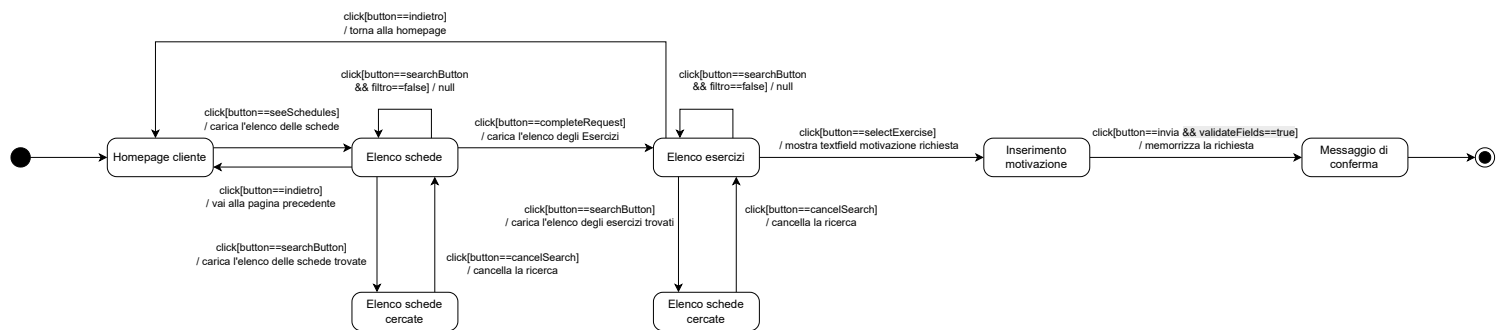 click[button==indietro]
/ torna alla homepage
click[button==searchButton
&& filtro==false] / null
click[button==searchButton
&& filtro==false] / null
click[button==seeSchedules]
/ carica l'elenco delle schede
click[button==completeRequest]
/ carica l'elenco degli Esercizi
click[button==selectExercise]
/ mostra textfield motivazione richiesta
click[button==invia && validateFields==true]
/ memorrizza la richiesta
Homepage cliente
Elenco schede
Elenco esercizi
Inserimento
motivazione
Messaggio di
conferma
click[button==indietro]
/ vai alla pagina precedente
click[button==searchButton]
/ carica l'elenco degli esercizi trovati
click[button==cancelSearch]
/ cancella la ricerca
click[button==searchButton]
/ carica l'elenco delle schede trovate
click[button==cancelSearch]
/ cancella la ricerca
Elenco schede
cercate
Elenco schede
cercate